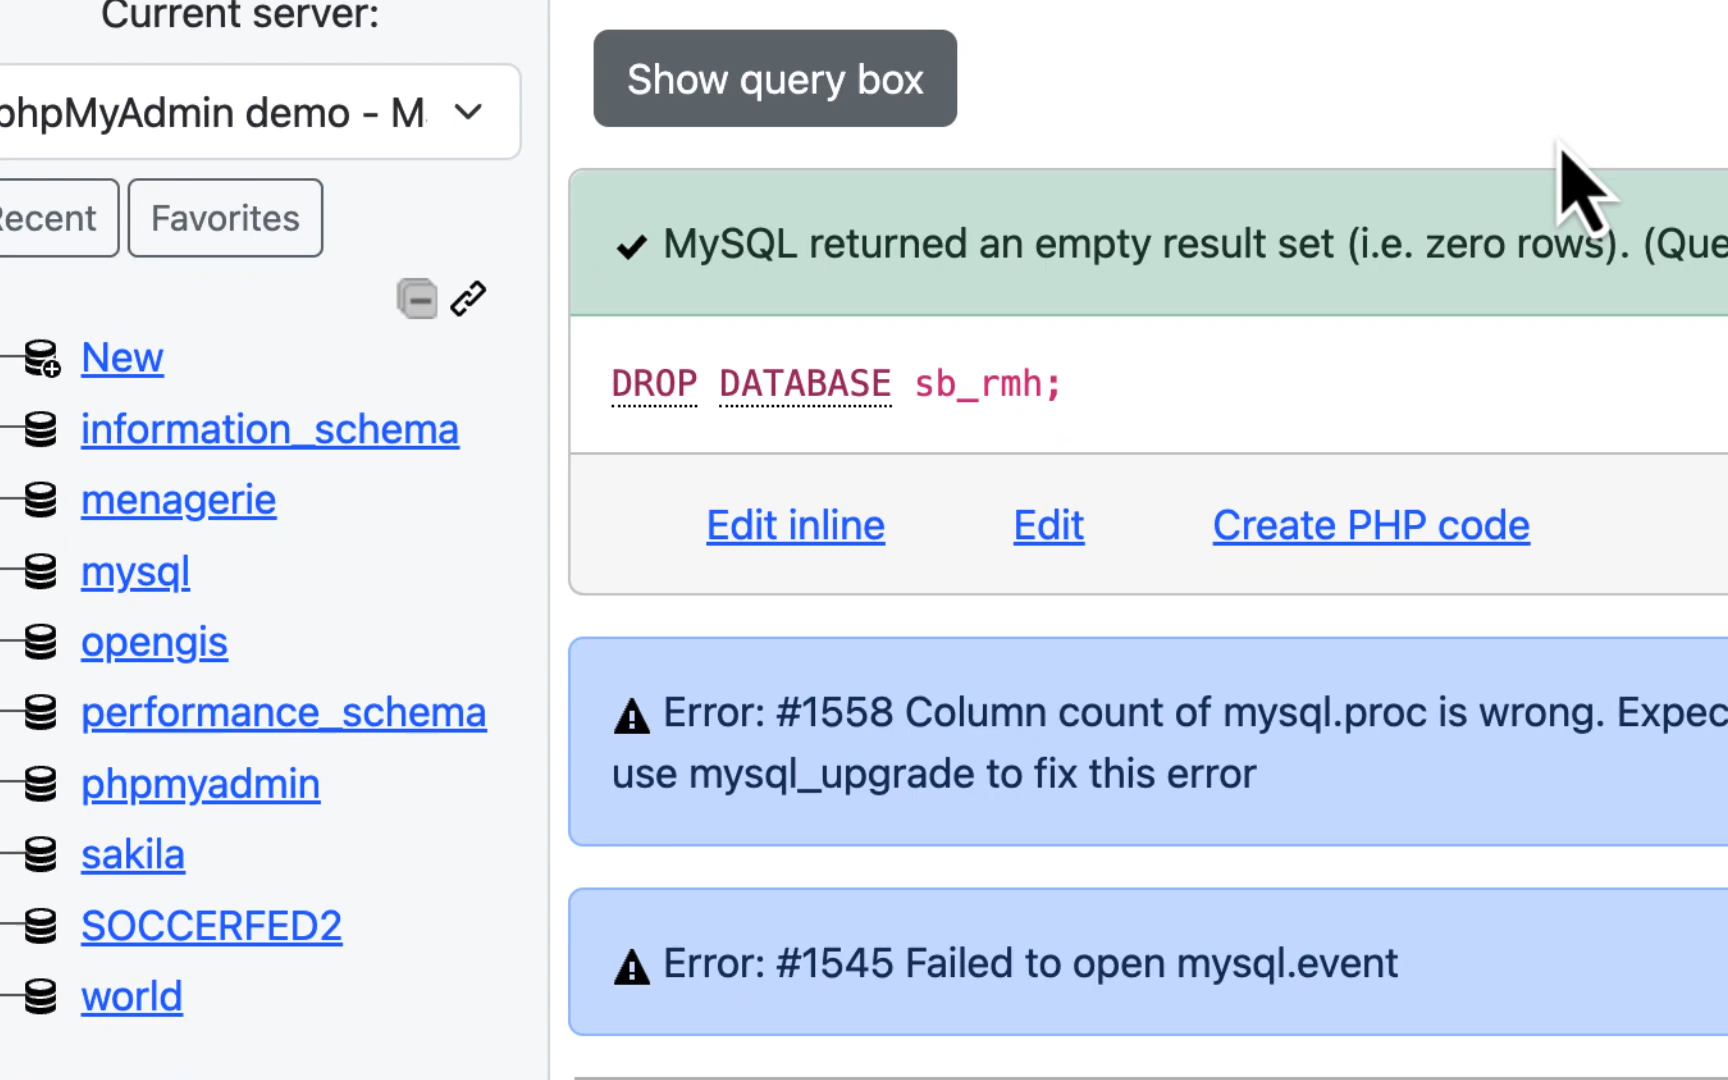 Current server:
phpMyAdmin demo - M
Recent
Favorites
New
information_schema
menagerie
mysql
opengis
performance_schema
phpmyadmin
sakila
SOCCERFED2
world
Show query box
MySQL returned an empty result set (i.e. zero rows). (Que
DROP DATABASE sb_rmh;
Edit inline
Edit
Create PHP code
Error: #1558 Column count of mysql.proc is wrong. Expec
use mysql_upgrade to fix this error
Error: #1545 Failed to open mysql.event